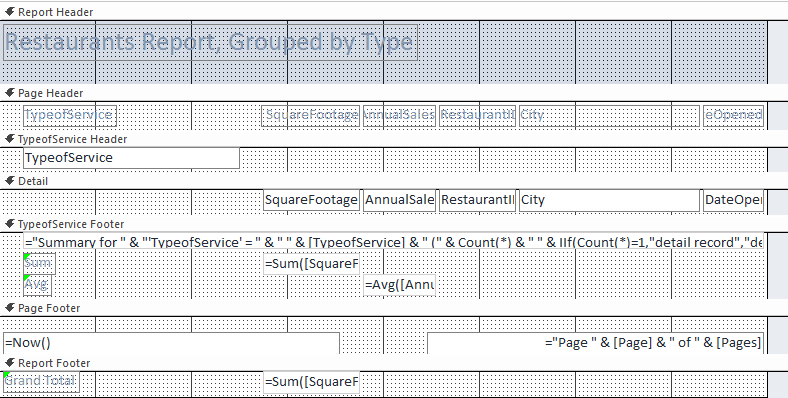 Report Header
Restaurants Report, Grouped by Type
Page Header
TypeofService SquareFootage AnnualSales RestaurantII City eOpened
TypeofService Header
TypeofService
Detail
SquareFootage AnnualSale RestaurantII City DateOper
TypeofService Footer
="Summary for " & "'TypeofService' = " & " " & [TypeofService] & " (" & Count(*) & " " & IIf(Count(*)=1,"detail record","de
Sum =Sum([SquareF
Avg =Avg([Annu
Page Footer
=Now() ="Page " & [Page] & " of " & [Pages]
Report Footer
Grand Total =Sum([SquareF